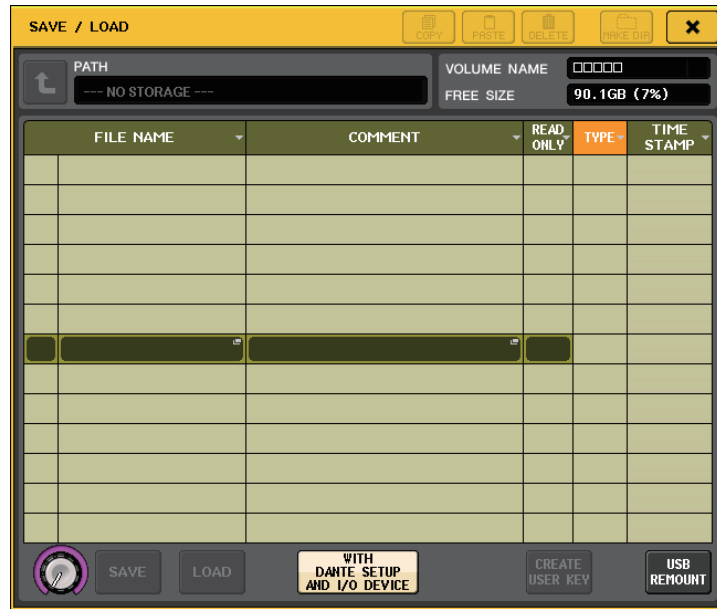 SAVE / LOAD
COPY PASTE DELETE MAKE DIR
PATH
--- NO STORAGE ---
VOLUME NAME □□□□□
FREE SIZE 90.1GB (7%)
FILE NAME COMMENT READ ONLY TYPE TIME STAMP
SAVE LOAD
WITH
DANTE SETUP
AND I/O DEVICE
CREATE
USER KEY
USB
REMOUNT